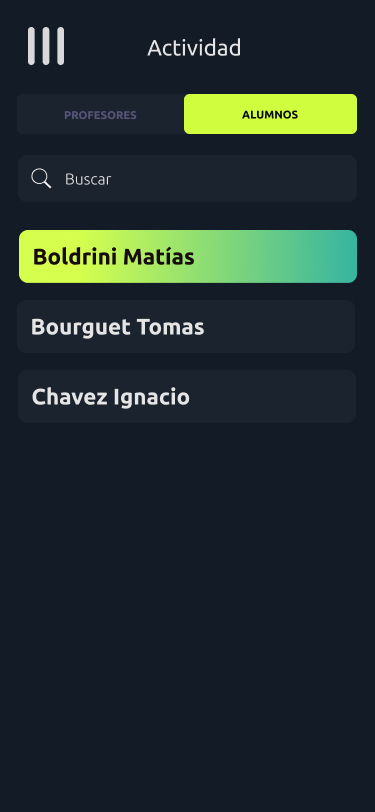 Actividad
PROFESORES
ALUMNOS
Buscar
Boldrini Matías
Bourguet Tomas
Chavez Ignacio